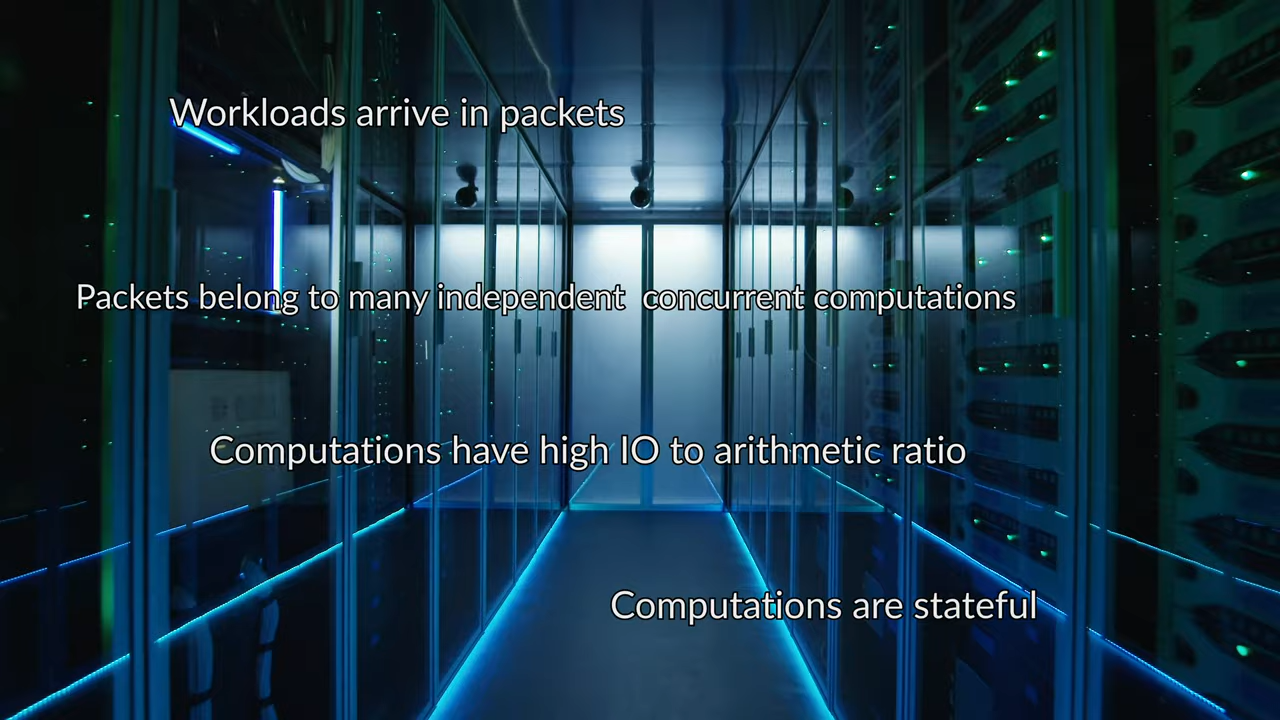 Workloads arrive in packets
Packets belong to many independent  concurrent computations
Computations have high IO to arithmetic ratio
Computations are stateful